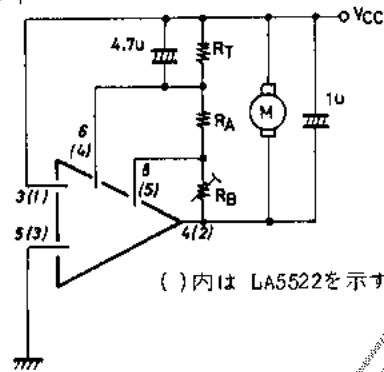 VCC
4.7u
RT
1u
M
RA
6
(4)
8
(5)
RB
3(1)
5(3)
4(2)
( )内は LA5522を示す